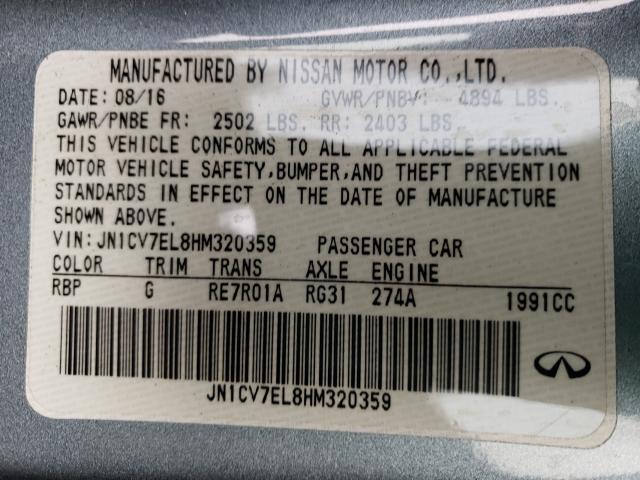 MANUFACTURED BY NISSAN MOTOR CO.,LTD.
DATE: 08/16 GVWR/PNBV: 4894 LBS.
GAWR/PNBE FR: 2502 LBS. RR: 2403 LBS
THIS VEHICLE CONFORMS TO ALL APPLICABLE FEDERAL
MOTOR VEHICLE SAFETY,BUMPER,AND THEFT PREVENTION
STANDARDS IN EFFECT ON THE DATE OF MANUFACTURE
SHOWN ABOVE.
VIN:JN1CV7EL8HM320359 PASSENGER CAR
COLOR TRIM TRANS AXLE ENGINE
RBP G RE7R01A RG31 274A 1991CC
JN1CV7EL8HM320359